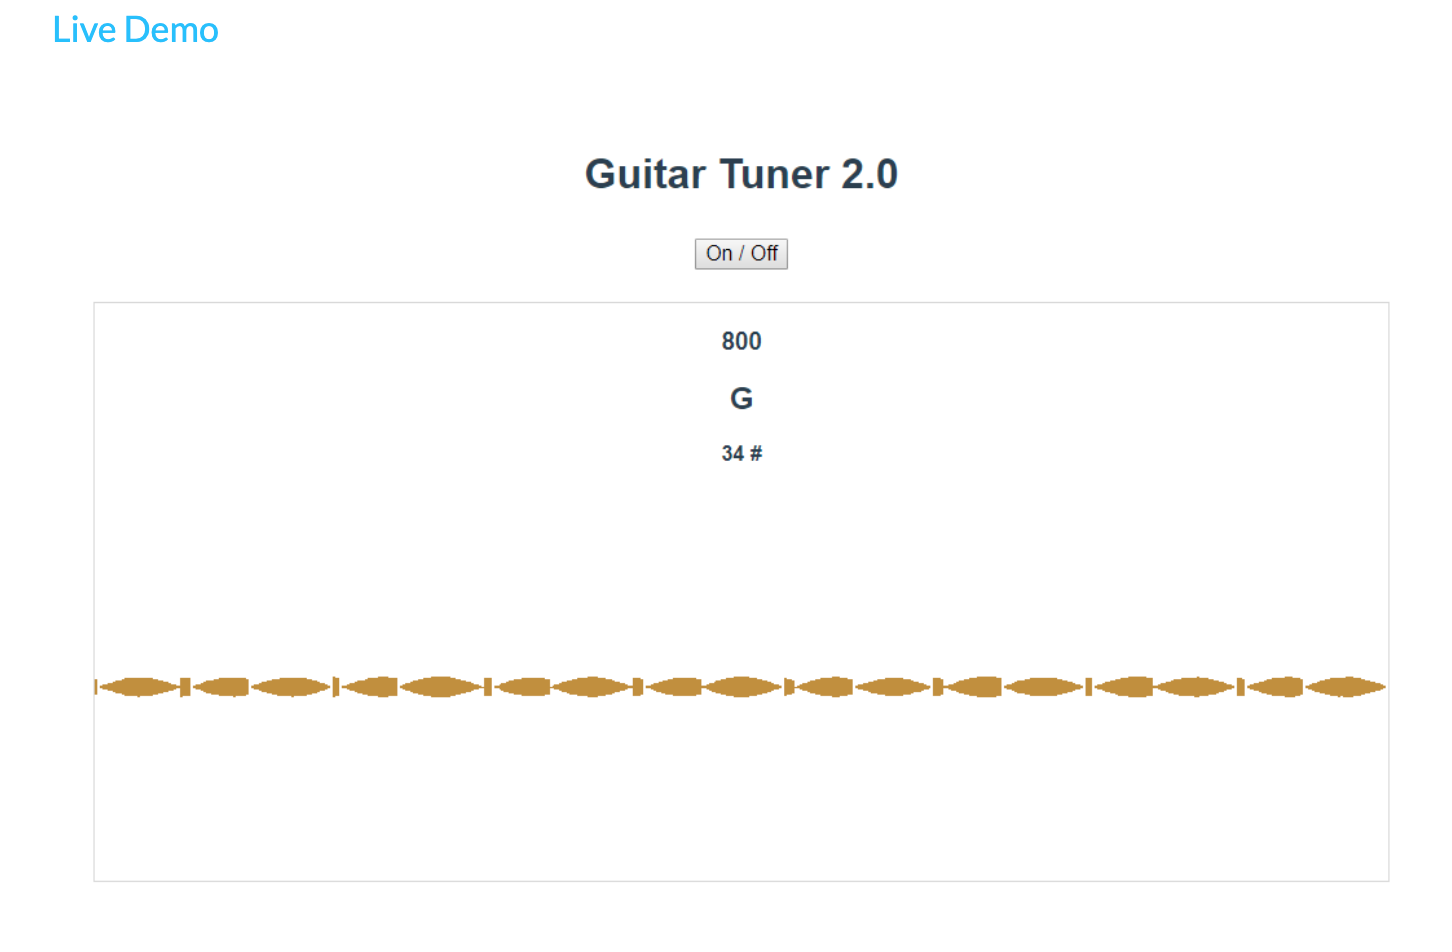 Live Demo
Guitar Tuner 2.0
On / Off
800
G
34 #